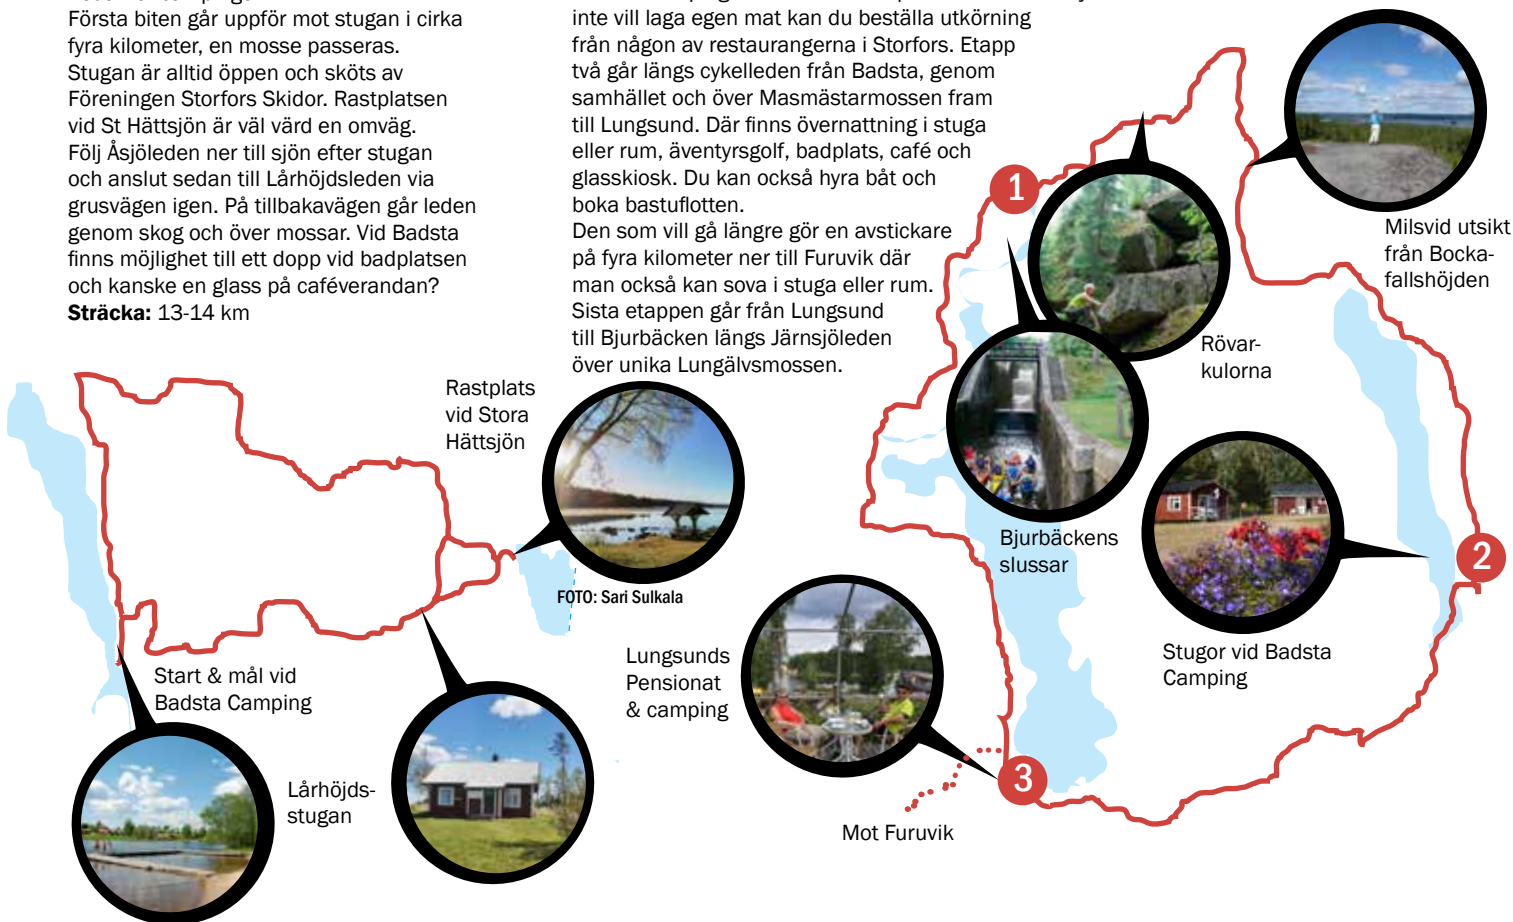 Första biten går uppför mot stugan i cirka
fyra kilometer, en mosse passeras.
Stugan är alltid öppen och sköts av
Föreningen Storfors Skidor. Rastplatsen
vid St Hättsjön är väl värd en omväg.
Följ Åsjöleden ner till sjön efter stugan
och anslut sedan till Lårhöjdsleden via
grusvägen igen. På tillbakavägen går leden
genom skog och över mossar. Vid Badsta
finns möjlighet till ett dopp vid badplatsen
och kanske en glass på caféverandan?
Sträcka: 13-14 km
inte vill laga egen mat kan du beställa utkörning
från någon av restaurangerna i Storfors. Etapp
två går längs cykelleden från Badsta, genom
samhället och över Masmästarmossen fram
till Lungsund. Där finns övernattning i stuga
eller rum, äventyrsgolf, badplats, café och
glasskiosk. Du kan också hyra båt och
boka bastuflotten.
Den som vill gå längre gör en avstickare
på fyra kilometer ner till Furuvik där
man också kan sova i stuga eller rum.
Sista etappen går från Lungsund
till Bjurbäcken längs Järnsjöleden
över unika Lungälvsmossen.
Rastplats
vid Stora
Hättsjön
FOTO: Sari Sulkala
Start & mål vid
Badsta Camping
Lårhöjds-
stugan
1
Milsvid utsikt
från Bocka-
fallshöjden
Rövar-
kulorna
Bjurbäckens
slussar
2
Stugor vid Badsta
Camping
Lungsunds
Pensionat
& camping
3
Mot Furuvik